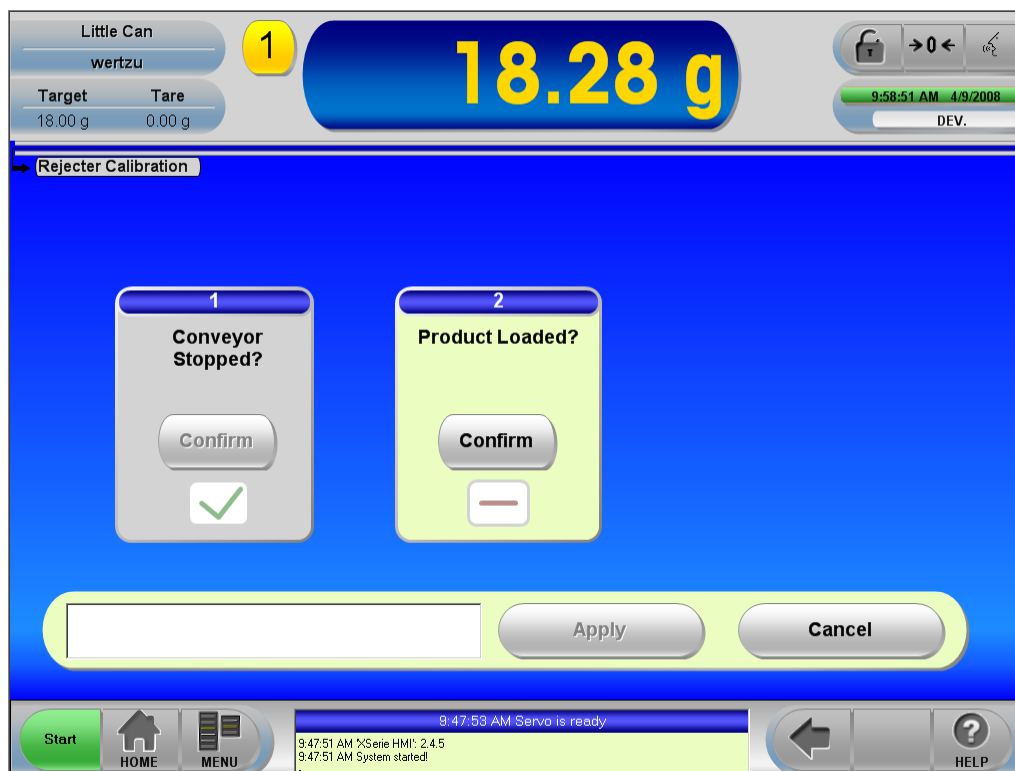 Little Can
wertzu
1
18.28 g
→0←
Target Tare
18.00 g 0.00 g
9:58:51 AM 4/9/2008
DEV.
Rejecter Calibration
1
Conveyor
Stopped?
Confirm
2
Product Loaded?
Confirm
Apply
Cancel
Start
HOME
MENU
9:47:53 AM Servo is ready
9:47:51 AM 'XSerie HMI': 2.4.5
9:47:51 AM System started!
?
HELP